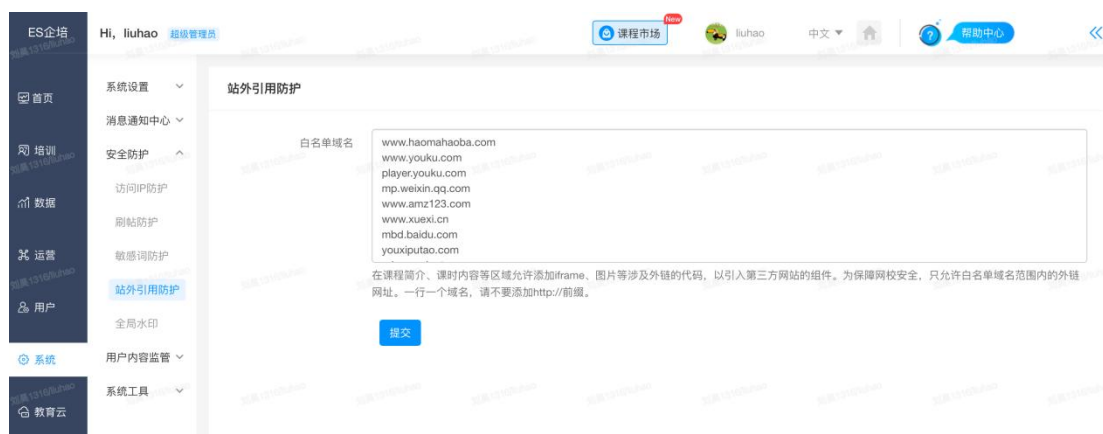 ES企培
Hi, liuhao 超级管理员
课程市场
New
liuhao
中文
帮助中心
首页
培训
数据
运营
用户
系统
教育云
系统设置
消息通知中心
安全防护
访问IP防护
刷帖防护
敏感词防护
站外引用防护
全局水印
用户内容监管
系统工具
站外引用防护
白名单域名
www.haomahaoba.com
www.youku.com
player.youku.com
mp.weixin.qq.com
www.amz123.com
www.xuexi.cn
mbd.baidu.com
youxiputao.com
在课程简介、课时内容等区域允许添加iframe、图片等涉及外链的代码，以引入第三方网站的组件。为保障网校安全，只允许白名单域名范围内的外链
网址。一行一个域名，请不要添加http://前缀。
提交